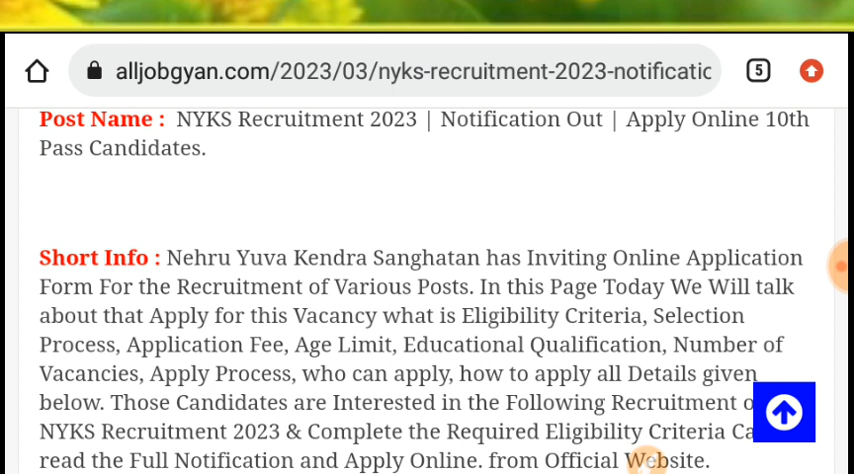 alljobgyan.com/2023/03/nyks-recruitment-2023-notificatic
5
Post Name : NYKS Recruitment 2023 | Notification Out | Apply Online 10th
Pass Candidates.
Short Info : Nehru Yuva Kendra Sanghatan has Inviting Online Application
Form For the Recruitment of Various Posts. In this Page Today We Will talk
about that Apply for this Vacancy what is Eligibility Criteria, Selection
Process, Application Fee, Age Limit, Educational Qualification, Number of
Vacancies, Apply Process, who can apply, how to apply all Details given
below. Those Candidates are Interested in the Following Recruitment
NYKS Recruitment 2023 & Complete the Required Eligibility Criteria
read the Full Notification and Apply Online. from Official Website.